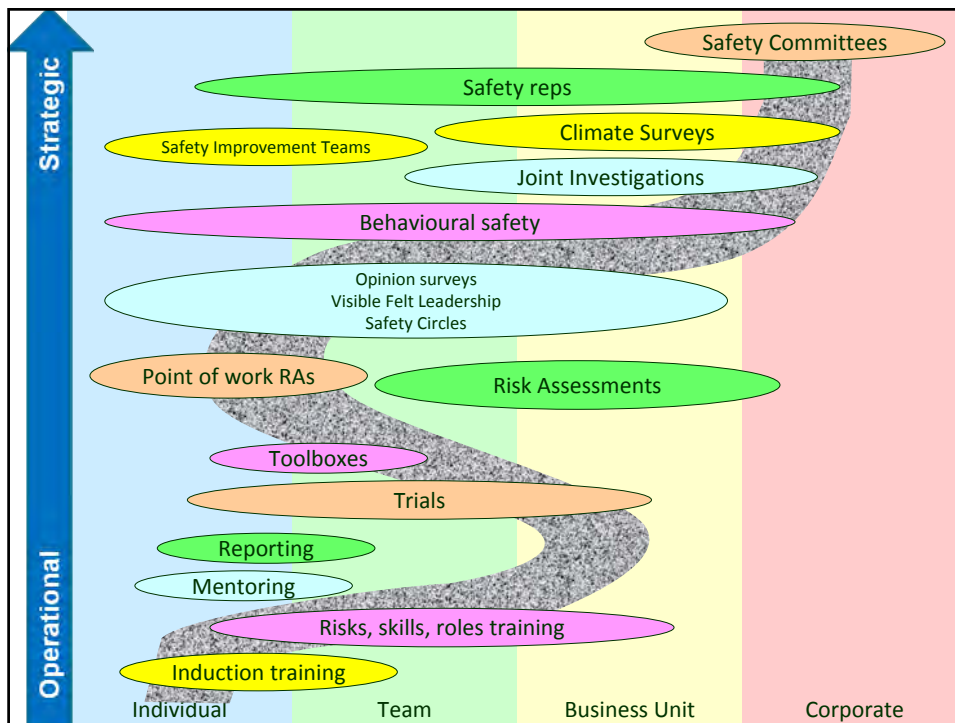 Strategic
Operational
Safety Committees
Safety reps
Climate Surveys
Safety Improvement Teams
Joint Investigations
Behavioural safety
Opinion surveys
Visible Felt Leadership
Safety Circles
Point of work RAs
Risk Assessments
Toolboxes
Trials
Reporting
Mentoring
Risks, skills, roles training
Induction training
Individual
Team
Business Unit
Corporate